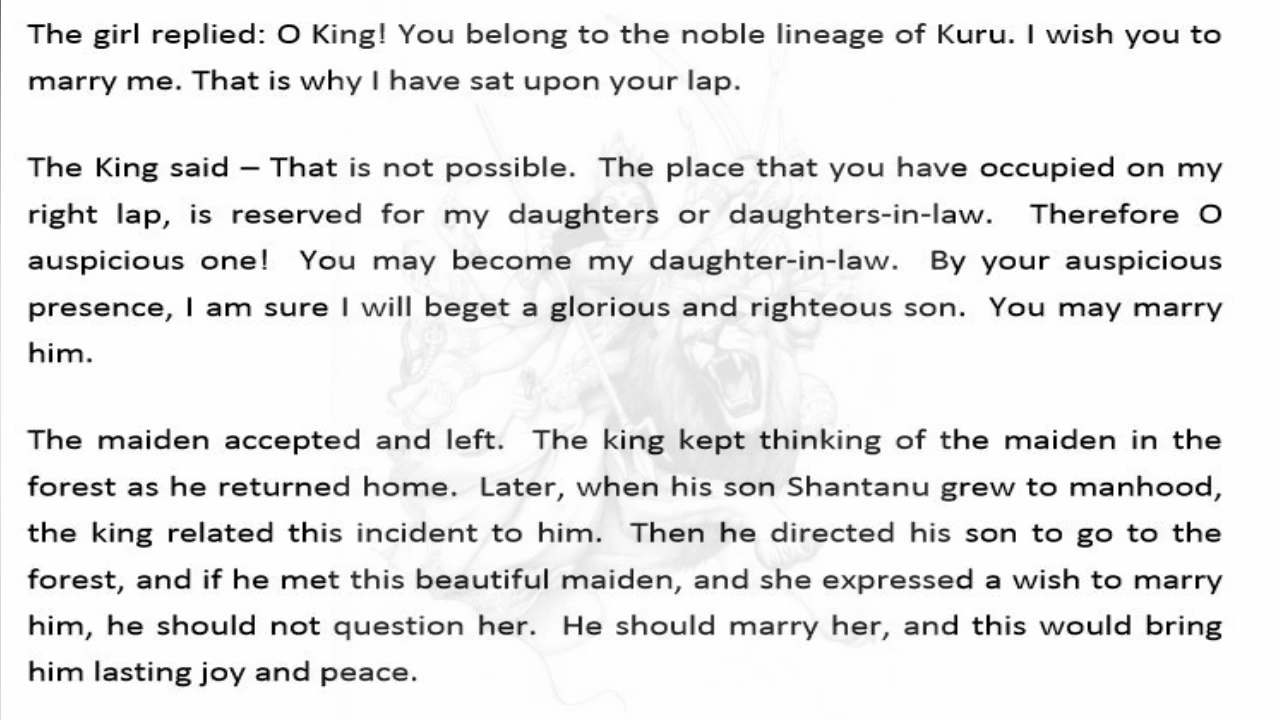 The girl replied: O King! You belong to the noble lineage of Kuru. I wish you to
marry me. That is why I have sat upon your lap.
The King said – That is not possible. The place that you have occupied on my
right lap, is reserved for my daughters or daughters-in-law. Therefore O
auspicious one! You may become my daughter-in-law. By your auspicious
presence, I am sure I will beget a glorious and righteous son. You may marry
him.
The maiden accepted and left. The king kept thinking of the maiden in the
forest as he returned home. Later, when his son Shantanu grew to manhood,
the king related this incident to him. Then he directed his son to go to the
forest, and if he met this beautiful maiden, and she expressed a wish to marry
him, he should not question her. He should marry her, and this would bring
him lasting joy and peace.